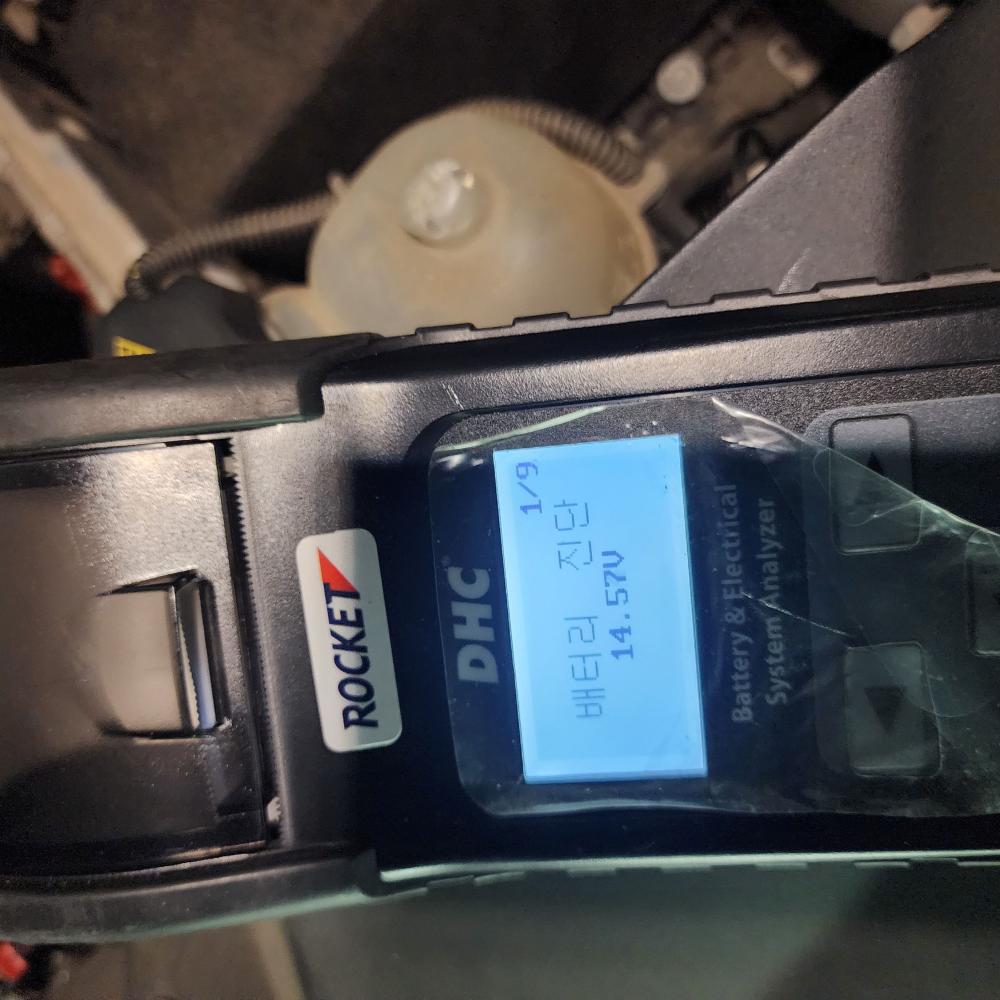 ROCKET
DHC
1/9
배터리 진단
14.57V
Battery & Electrical
System Analyzer